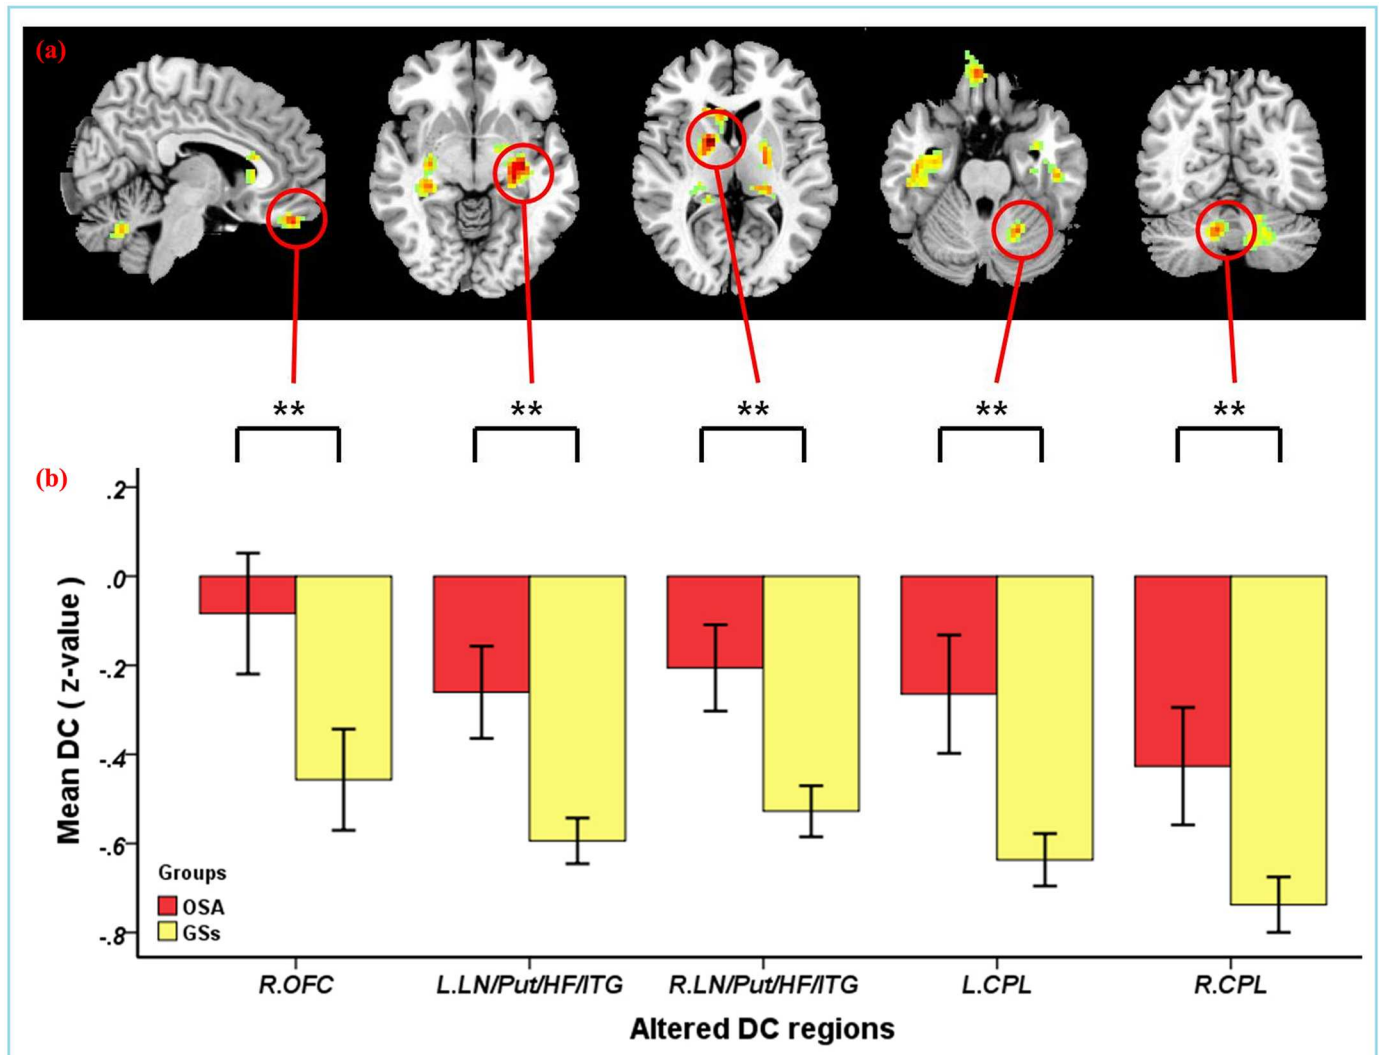 (a)
** ** ** ** **
(b)
.2
.0
-.2
-.4
-.6
-.8
Mean DC ( z-value )
Groups
OSA
GSs
R.OFC L.LN/Put/HF/ITG R.LN/Put/HF/ITG L.CPL R.CPL
Altered DC regions